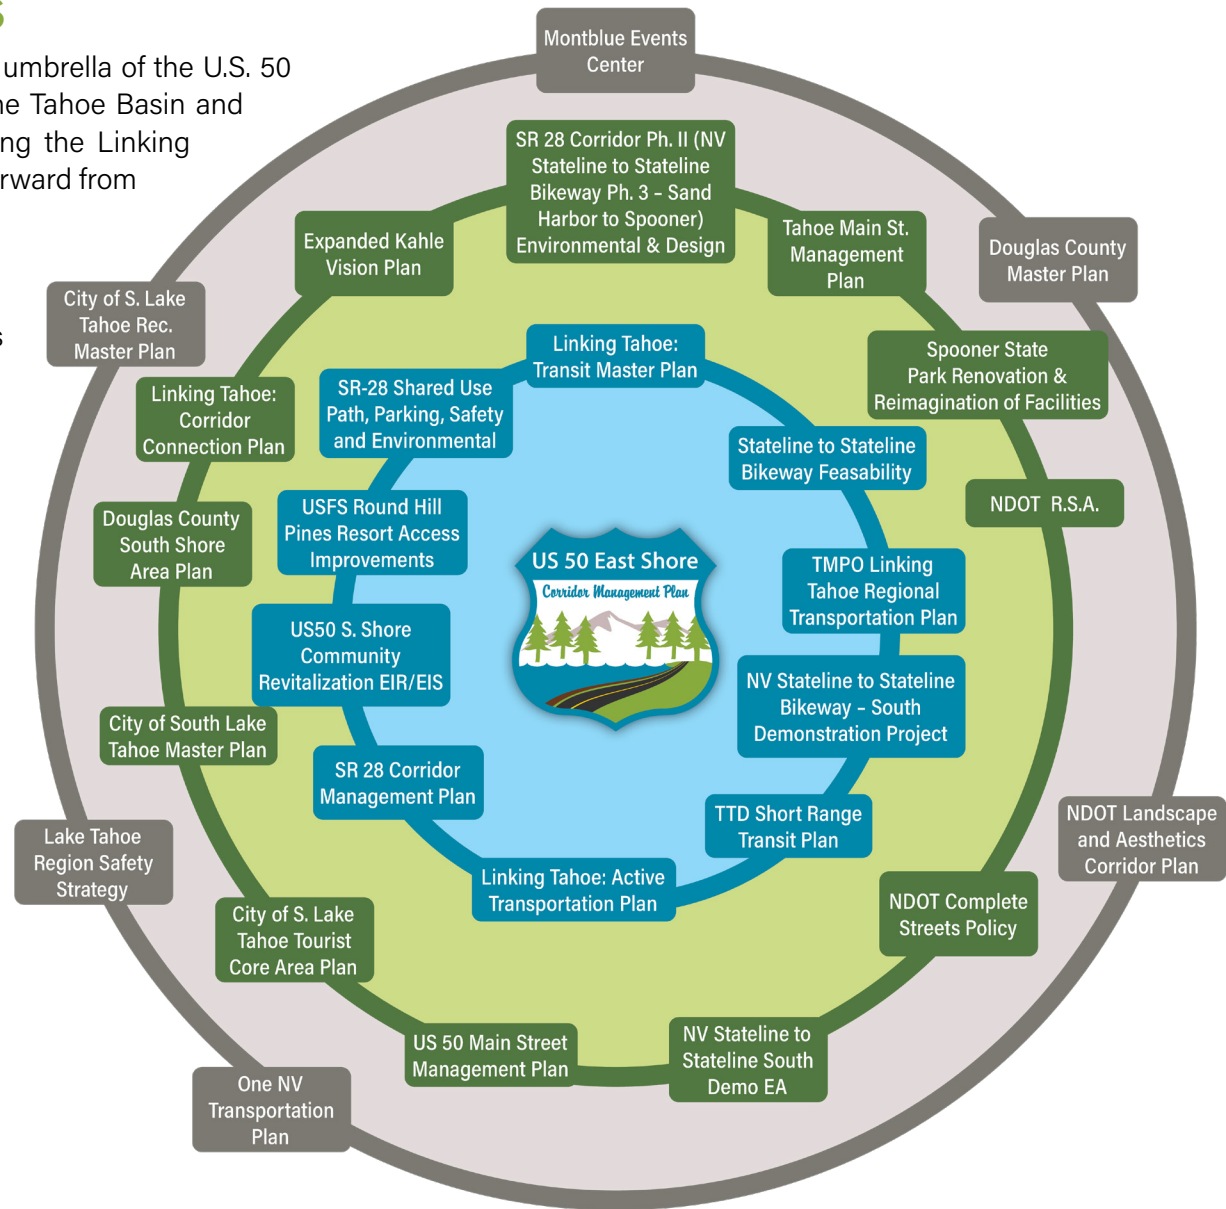 S
umbrella of the U.S. 50
he Tahoe Basin and
ng the Linking
rward from
s
Montblue Events
Center
SR 28 Corridor Ph. II (NV
Stateline to Stateline
Bikeway Ph. 3 – Sand
Harbor to Spooner)
Environmental & Design
Expanded Kahle
Vision Plan
Tahoe Main St.
Management
Plan
Douglas County
Master Plan
City of S. Lake
Tahoe Rec.
Master Plan
Linking Tahoe:
Transit Master Plan
Spooner State
Park Renovation &
Reimagination of Facilities
SR-28 Shared Use
Path, Parking, Safety
and Environmental
Linking Tahoe:
Corridor
Connection Plan
Stateline to Stateline
Bikeway Feasability
NDOT R.S.A.
USFS Round Hill
Pines Resort Access
Improvements
Douglas County
South Shore
Area Plan
US 50 East Shore
Corridor Management Plan
TMPO Linking
Tahoe Regional
Transportation Plan
US50 S. Shore
Community
Revitalization EIR/EIS
NV Stateline to Stateline
Bikeway – South
Demonstration Project
City of South Lake
Tahoe Master Plan
SR 28 Corridor
Management Plan
TTD Short Range
Transit Plan
NDOT Landscape
and Aesthetics
Corridor Plan
Lake Tahoe
Region Safety
Strategy
Linking Tahoe: Active
Transportation Plan
NDOT Complete
Streets Policy
City of S. Lake
Tahoe Tourist
Core Area Plan
US 50 Main Street
Management Plan
NV Stateline to
Stateline South
Demo EA
One NV
Transportation
Plan